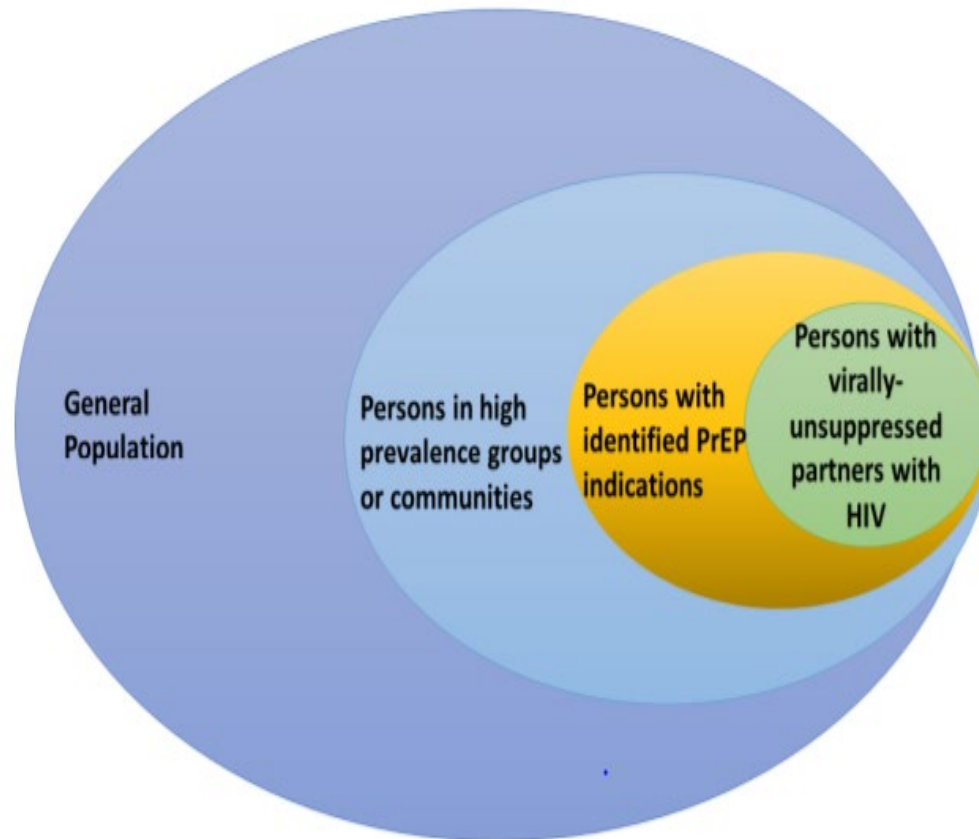 General
Population
Persons in high
prevalence groups
or communities
Persons with
identified PrEP
indications
Persons with
virally-
unsuppressed
partners with
HIV